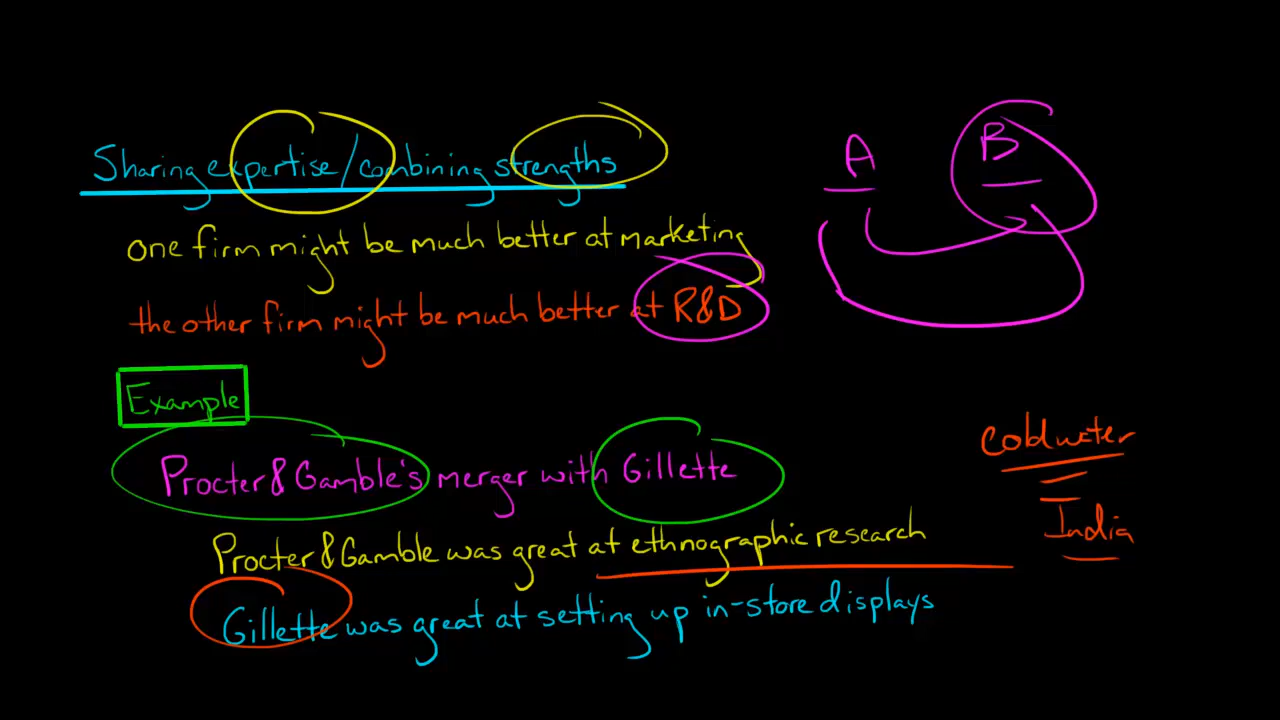 Sharing expertise/combining strengths
one firm might be much better at marketing
the other firm might be much better at R&D
Example
Procter & Gamble's merger with Gillette
Procter & Gamble was great at ethnographic research
Gillette was great at setting up in-store displays
A B
cold water
India